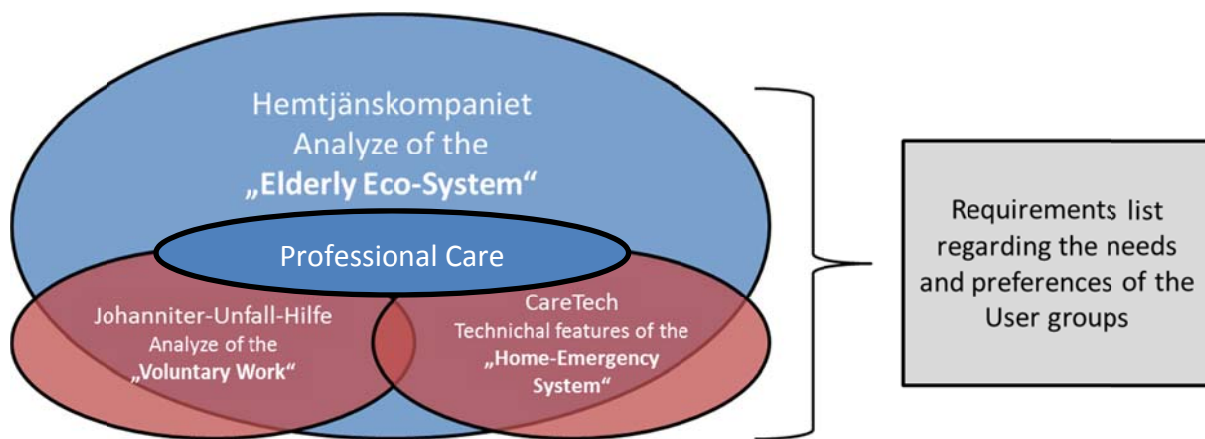 Hemtjänskompaniet
Analyze of the
„Elderly Eco-System“
Professional Care
Johanniter-Unfall-Hilfe
Analyze of the
„Voluntary Work“
CareTech
Technichal features of the
„Home-Emergency
System“
Requirements list
regarding the needs
and preferences of the
User groups